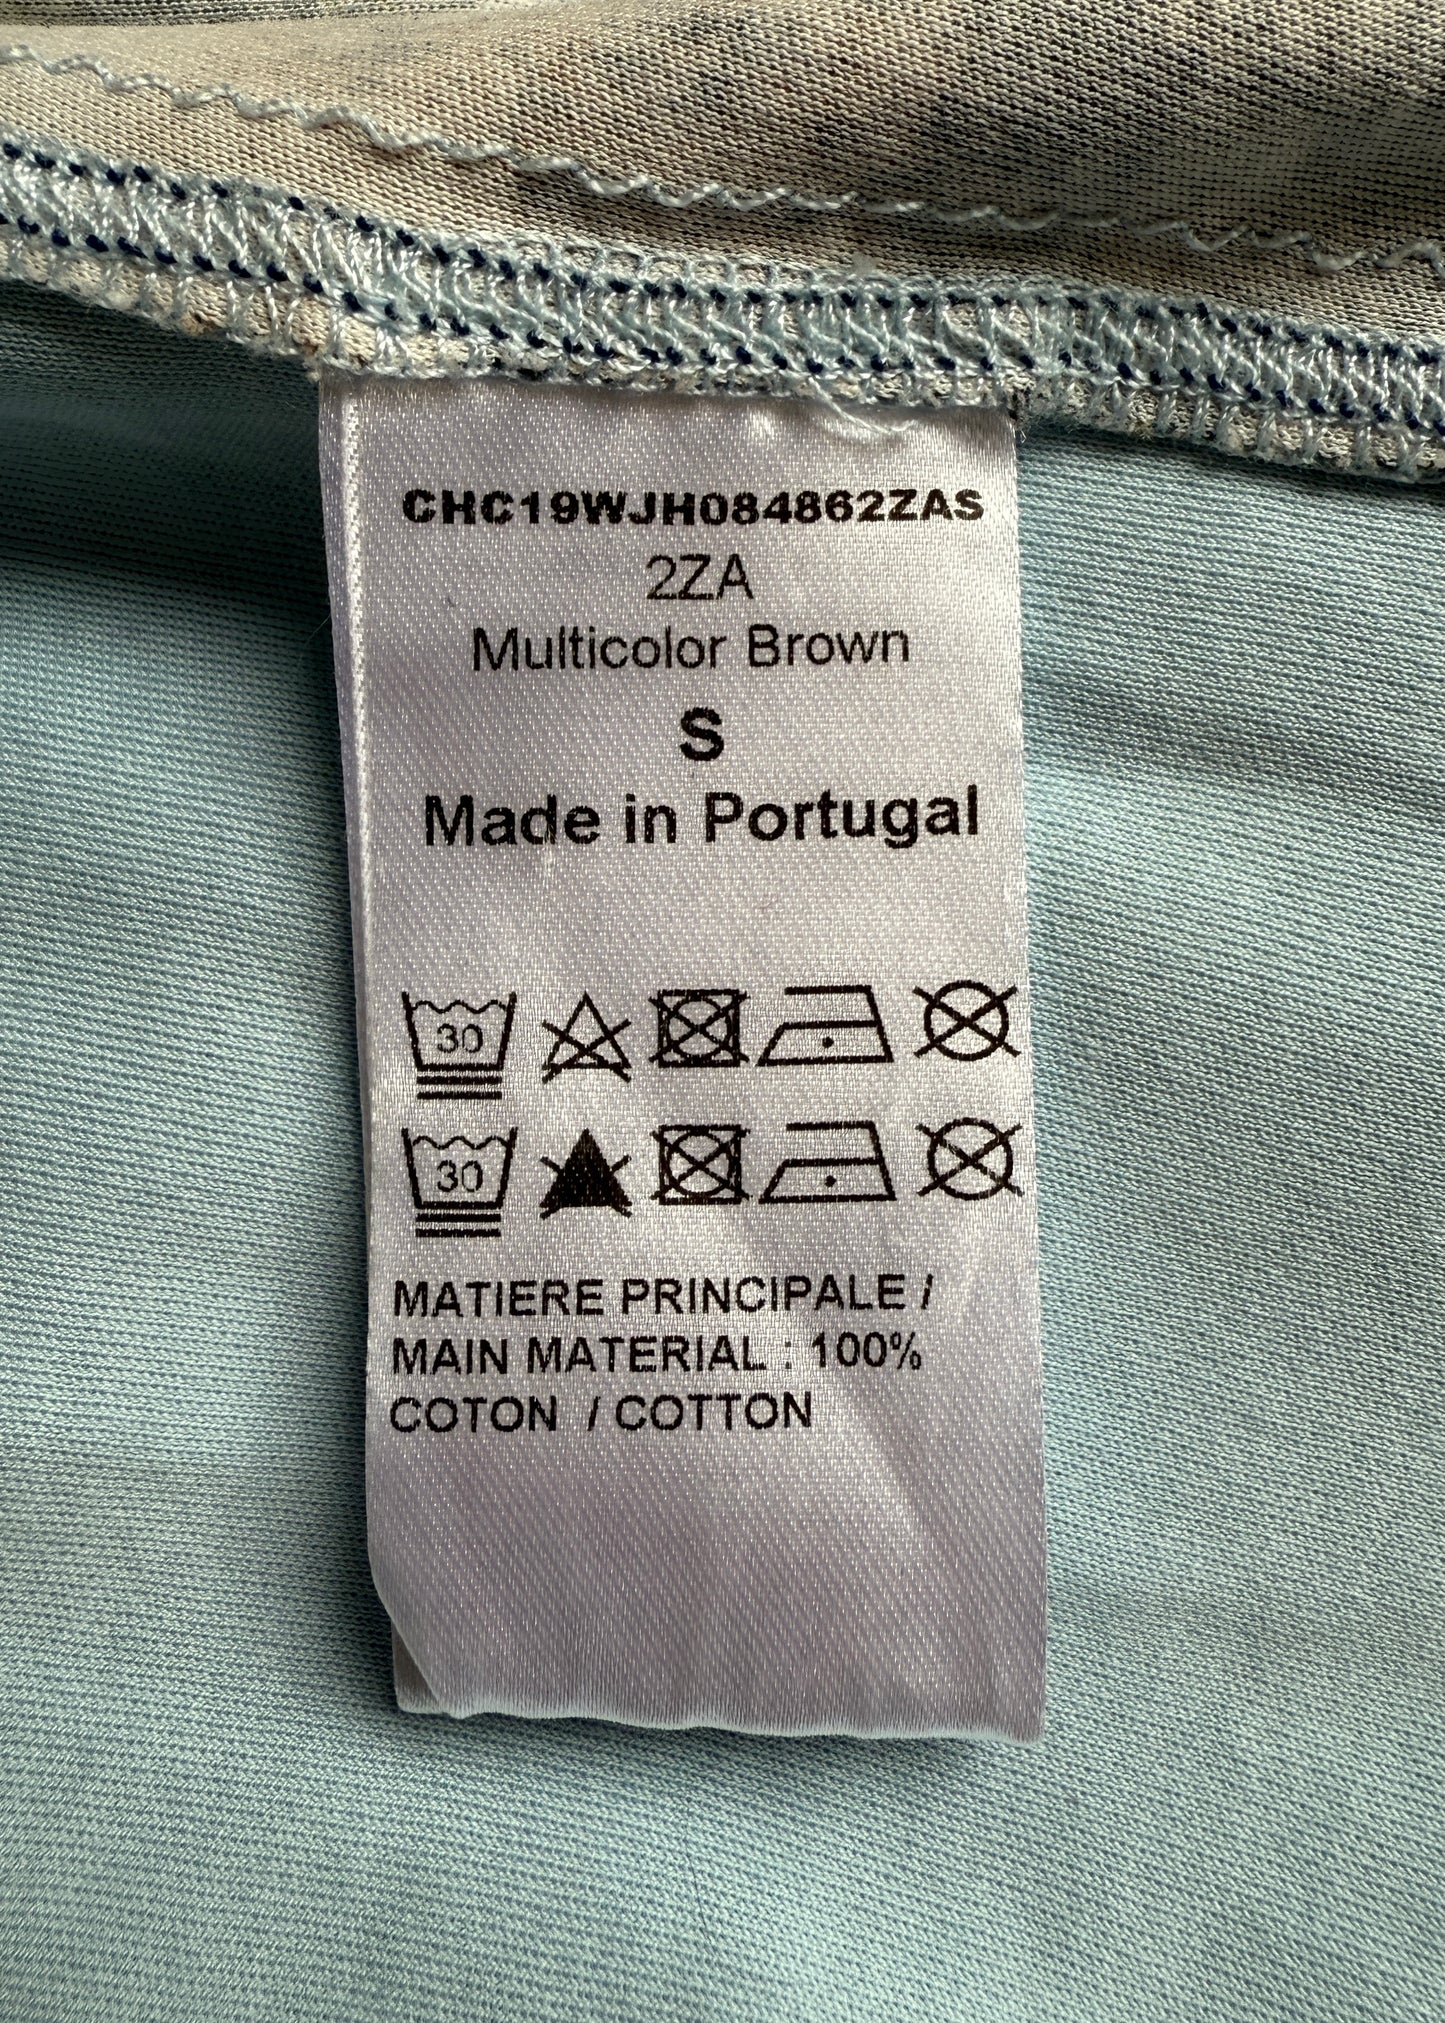 CHC19WJH084862ZAS
2ZA
Multicolor Brown
S
Made in Portugal
30
30
MATIERE PRINCIPALE /
MAIN MATERIAL : 100%
COTON / COTTON